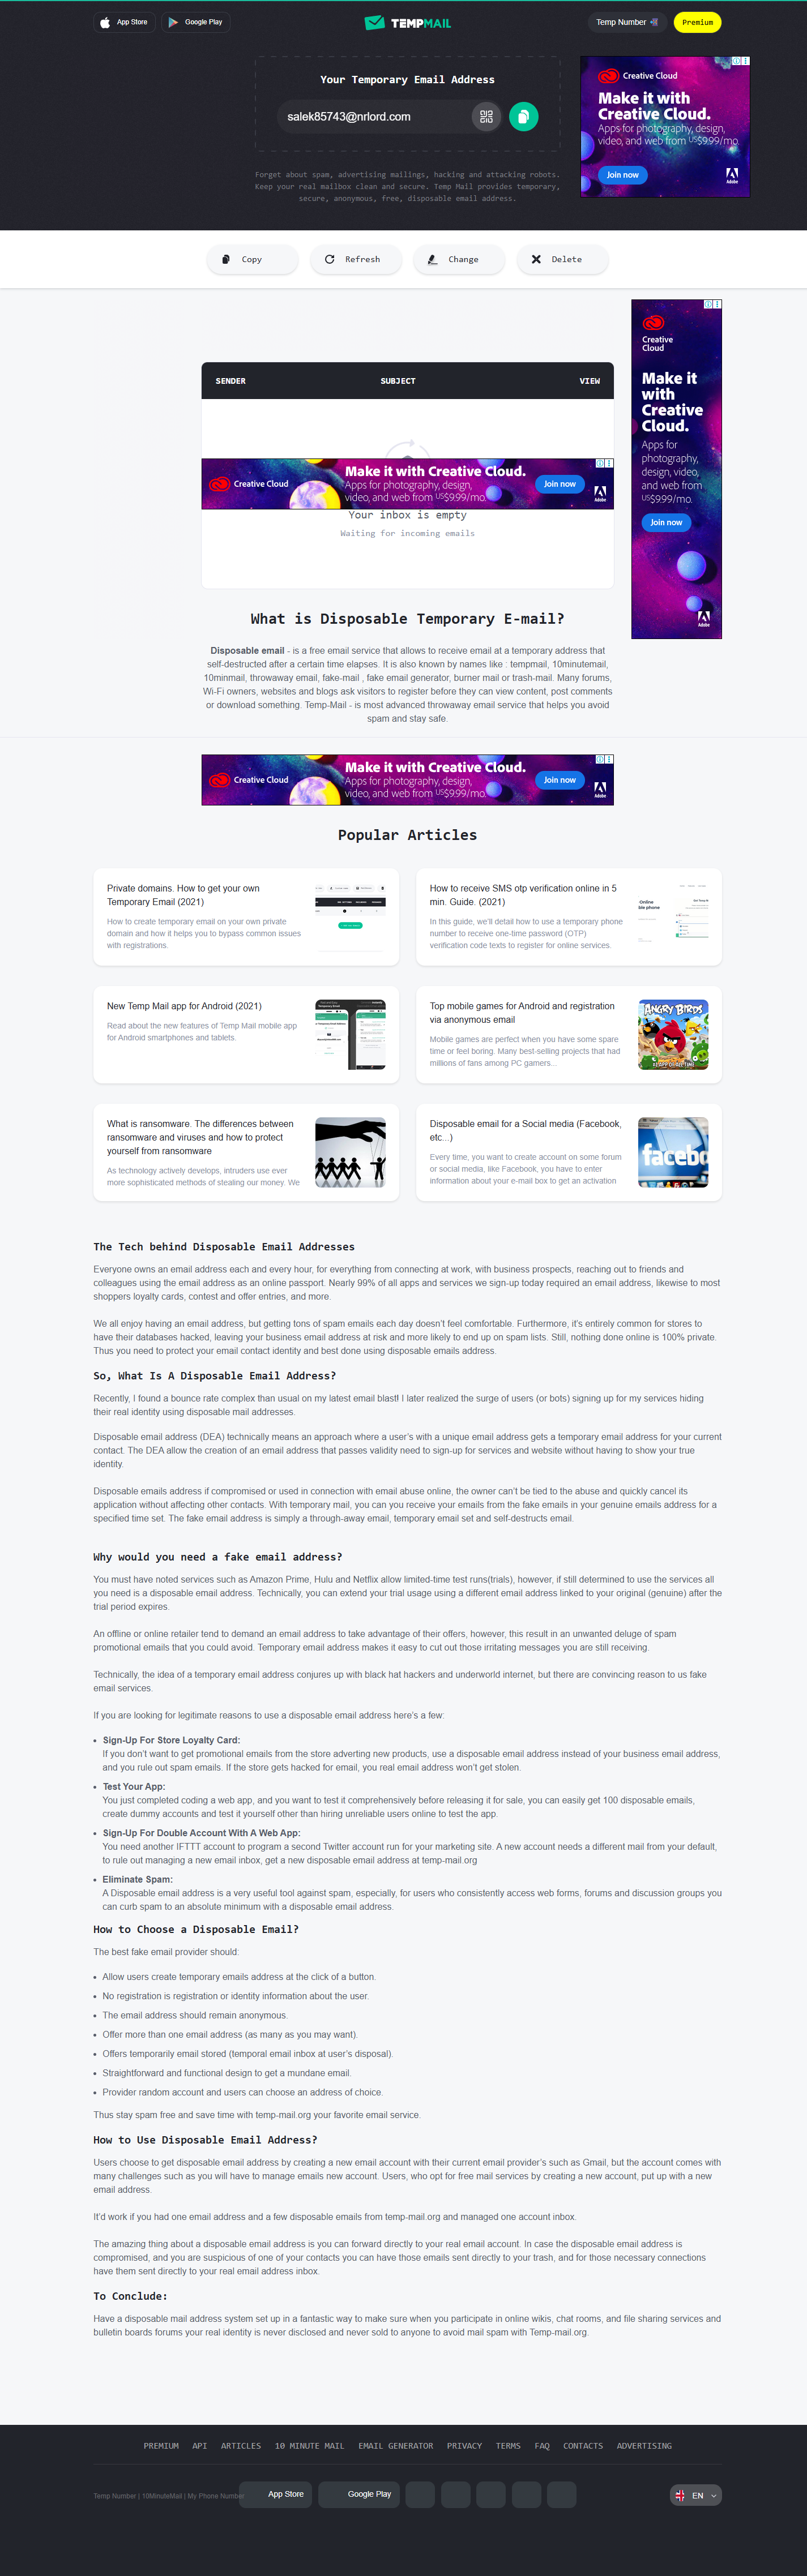 App Store
Google Play
TEMPMAIL
Temp Number
Premium
Your Temporary Email Address
salek85743@nrlord.com
Forget about spam, advertising mailings, hacking and attacking robots.
Keep your real mailbox clean and secure. Temp Mail provides temporary,
secure, anonymous, free, disposable email address.
Creative Cloud
Make it with
Creative Cloud.
Apps for photography, design,
video, and web from US$9.99/mo.
Join now
Adobe
Copy
Refresh
Change
Delete
SENDER
SUBJECT
VIEW
Creative Cloud
Make it with Creative Cloud.
Apps for photography, design,
video, and web from US$9.99/mo.
Join now
Adobe
Your inbox is empty
Waiting for incoming emails
Creative
Cloud
Make it
with
Creative
Cloud.
Apps for
photography,
design, video,
and web from
US$9.99/mo.
Join now
Adobe
What is Disposable Temporary E-mail?
Disposable email - is a free email service that allows to receive email at a temporary address that
self-destructed after a certain time elapses. It is also known by names like : tempmail, 10minutemail,
10minmail, throwaway email, fake-mail , fake email generator, burner mail or trash-mail. Many forums,
Wi-Fi owners, websites and blogs ask visitors to register before they can view content, post comments
or download something. Temp-Mail - is most advanced throwaway email service that helps you avoid
spam and stay safe.
Creative Cloud
Make it with Creative Cloud.
Apps for photography, design,
video, and web from US$9.99/mo.
Join now
Adobe
Popular Articles
Private domains. How to get your own
Temporary Email (2021)
How to create temporary email on your own private
domain and how it helps you to bypass common issues
with registrations.
How to receive SMS otp verification online in 5
min. Guide. (2021)
In this guide, we'll detail how to use a temporary phone
number to receive one-time password (OTP)
verification code texts to register for online services.
New Temp Mail app for Android (2021)
Read about the new features of Temp Mail mobile app
for Android smartphones and tablets.
Top mobile games for Android and registration
via anonymous email
Mobile games are perfect when you have some spare
time or feel boring. Many best-selling projects that had
millions of fans among PC gamers...
ANGRY BIRDS
What is ransomware. The differences between
ransomware and viruses and how to protect
yourself from ransomware
As technology actively develops, intruders use ever
more sophisticated methods of stealing our money. We
Disposable email for a Social media (Facebook,
etc...)
Every time, you want to create account on some forum
or social media, like Facebook, you have to enter
information about your e-mail box to get an activation
facebo
The Tech behind Disposable Email Addresses
Everyone owns an email address each and every hour, for everything from connecting at work, with business prospects, reaching out to friends and
colleagues using the email address as an online passport. Nearly 99% of all apps and services we sign-up today required an email address, likewise to most
shoppers loyalty cards, contest and offer entries, and more.
We all enjoy having an email address, but getting tons of spam emails each day doesn't feel comfortable. Furthermore, it's entirely common for stores to
have their databases hacked, leaving your business email address at risk and more likely to end up on spam lists. Still, nothing done online is 100% private.
Thus you need to protect your email contact identity and best done using disposable emails address.
So, What Is A Disposable Email Address?
Recently, I found a bounce rate complex than usual on my latest email blast! I later realized the surge of users (or bots) signing up for my services hiding
their real identity using disposable mail addresses.
Disposable email address (DEA) technically means an approach where a user's with a unique email address gets a temporary email address for your current
contact. The DEA allow the creation of an email address that passes validity need to sign-up for services and website without having to show your true
identity.
Disposable emails address if compromised or used in connection with email abuse online, the owner can't be tied to the abuse and quickly cancel its
application without affecting other contacts. With temporary mail, you can you receive your emails from the fake emails in your genuine emails address for a
specified time set. The fake email address is simply a through-away email, temporary email set and self-destructs email.
Why would you need a fake email address?
You must have noted services such as Amazon Prime, Hulu and Netflix allow limited-time test runs(trials), however, if still determined to use the services all
you need is a disposable email address. Technically, you can extend your trial usage using a different email address linked to your original (genuine) after the
trial period expires.
An offline or online retailer tend to demand an email address to take advantage of their offers, however, this result in an unwanted deluge of spam
promotional emails that you could avoid. Temporary email address makes it easy to cut out those irritating messages you are still receiving.
Technically, the idea of a temporary email address conjures up with black hat hackers and underworld internet, but there are convincing reason to us fake
email services.
If you are looking for legitimate reasons to use a disposable email address here's a few:
• Sign-Up For Store Loyalty Card:
If you don't want to get promotional emails from the store adverting new products, use a disposable email address instead of your business email address,
and you rule out spam emails. If the store gets hacked for email, you real email address won't get stolen.
• Test Your App:
You just completed coding a web app, and you want to test it comprehensively before releasing it for sale, you can easily get 100 disposable emails,
create dummy accounts and test it yourself other than hiring unreliable users online to test the app.
• Sign-Up For Double Account With A Web App:
You need another IFTTT account to program a second Twitter account run for your marketing site. A new account needs a different mail from your default,
to rule out managing a new email inbox, get a new disposable email address at temp-mail.org
• Eliminate Spam:
A Disposable email address is a very useful tool against spam, especially, for users who consistently access web forms, forums and discussion groups you
can curb spam to an absolute minimum with a disposable email address.
How to Choose a Disposable Email?
The best fake email provider should:
• Allow users create temporary emails address at the click of a button.
• No registration is registration or identity information about the user.
• The email address should remain anonymous.
• Offer more than one email address (as many as you may want).
• Offers temporarily email stored (temporal email inbox at user's disposal).
• Straightforward and functional design to get a mundane email.
• Provider random account and users can choose an address of choice.
Thus stay spam free and save time with temp-mail.org your favorite email service.
How to Use Disposable Email Address?
Users choose to get disposable email address by creating a new email account with their current email provider's such as Gmail, but the account comes with
many challenges such as you will have to manage emails new account. Users, who opt for free mail services by creating a new account, put up with a new
email address.
It'd work if you had one email address and a few disposable emails from temp-mail.org and managed one account inbox.
The amazing thing about a disposable email address is you can forward directly to your real email account. In case the disposable email address is
compromised, and you are suspicious of one of your contacts you can have those emails sent directly to your trash, and for those necessary connections
have them sent directly to your real email address inbox.
To Conclude:
Have a disposable mail address system set up in a fantastic way to make sure when you participate in online wikis, chat rooms, and file sharing services and
bulletin boards forums your real identity is never disclosed and never sold to anyone to avoid mail spam with Temp-mail.org.
PREMIUM
API
ARTICLES
10 MINUTE MAIL
EMAIL GENERATOR
PRIVACY
TERMS
FAQ
CONTACTS
ADVERTISING
Temp Number | 10MinuteMail | My Phone Number
App Store
Google Play
EN